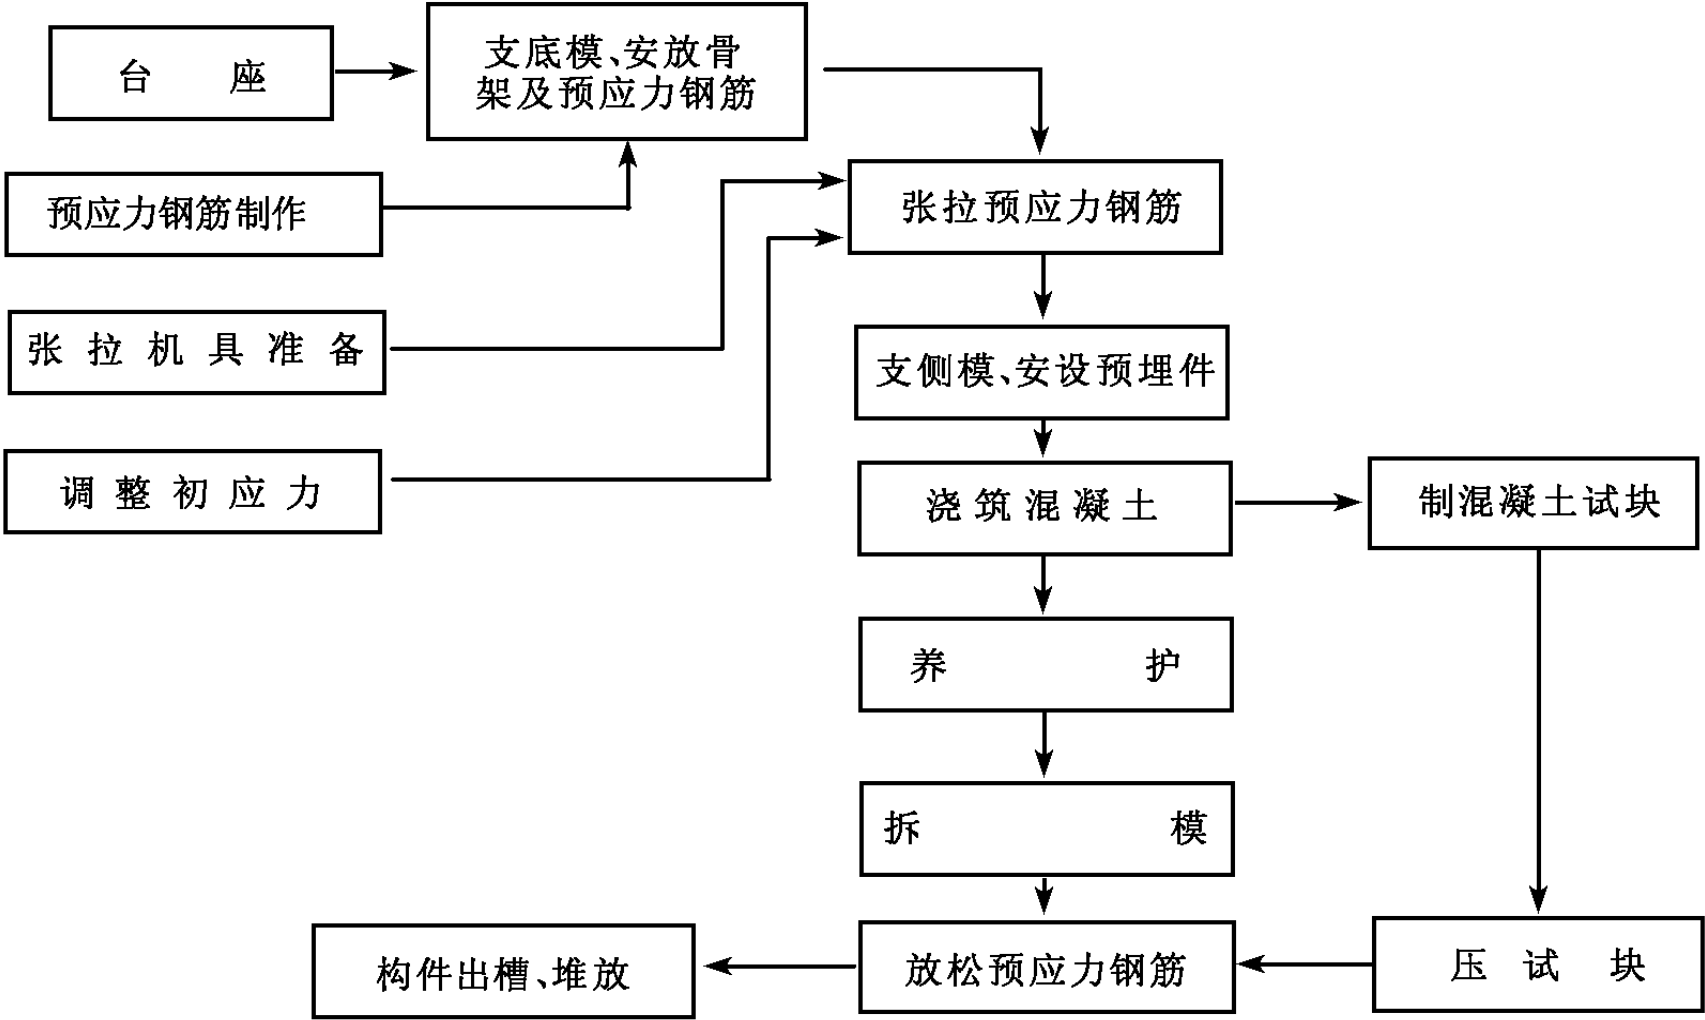 台座
支底模、安放骨
架及预应力钢筋
预应力钢筋制作
张拉预应力钢筋
张拉机具准备
支侧模、安设预埋件
调整初应力
浇筑混凝土
制混凝土试块
养护
拆模
构件出槽、堆放
放松预应力钢筋
压试块